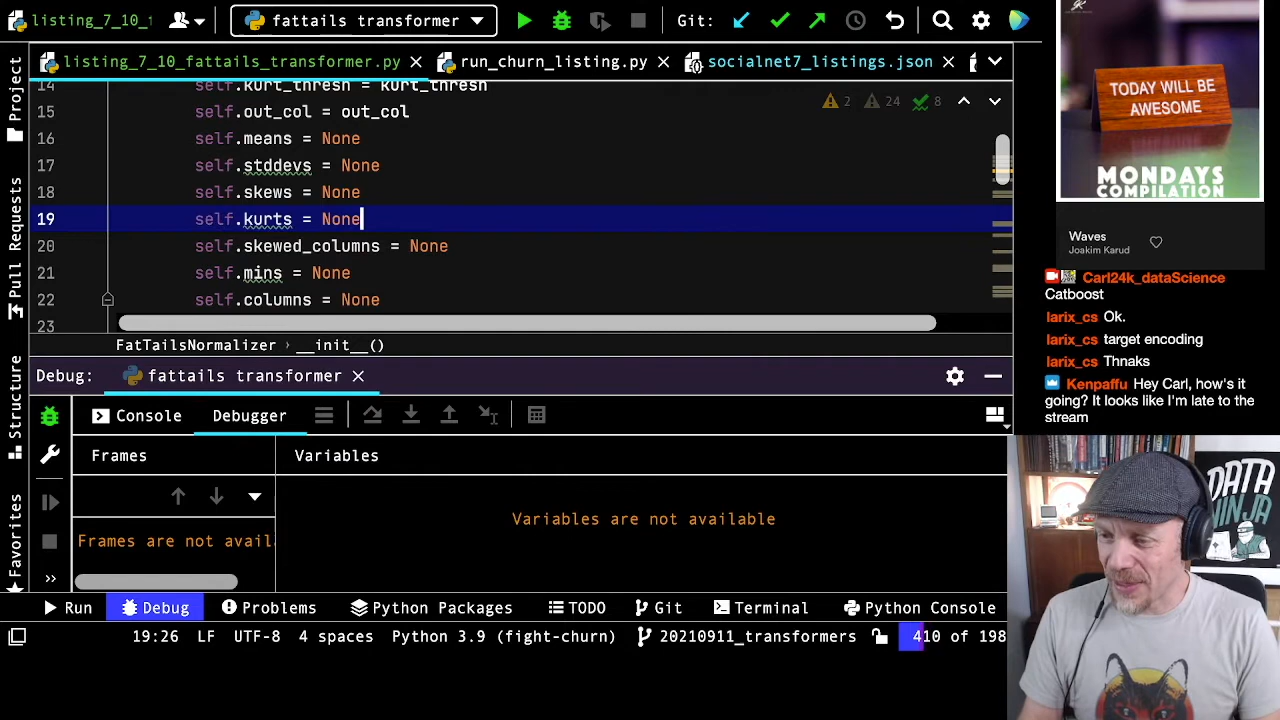 listing_7_10_1
fattails transformer
Git:
listing_7_10_fattails_transformer.py
run_churn_listing.py
socialnet7_listings.json
14 self.kurt_thresh = kurt_thresh
15 self.out_col = out_col
16 self.means = None
17 self.stddevs = None
18 self.skews = None
19 self.kurts = None
20 self.skewed_columns = None
21 self.mins = None
22 self.columns = None
23
2 24 8
FatTailsNormalizer › __init__()
Project
Pull Requests
Structure
Favorites
Debug: fattails transformer
Console Debugger
Frames Variables
Frames are not avail
Variables are not available
Run Debug Problems Python Packages TODO Git Terminal Python Console
19:26 LF UTF-8 4 spaces Python 3.9 (fight-churn) 20210911_transformers 410 of 198
TODAY WILL BE
AWESOME
MONDAYS
COMPILATION
Waves
Joakim Karud
Carl24k_dataScience
Catboost
larix_cs Ok.
larix_cs target encoding
larix_cs Thnaks
Kenpaffu Hey Carl, how's it
going? It looks like I'm late to the
stream
DATA
NINJA